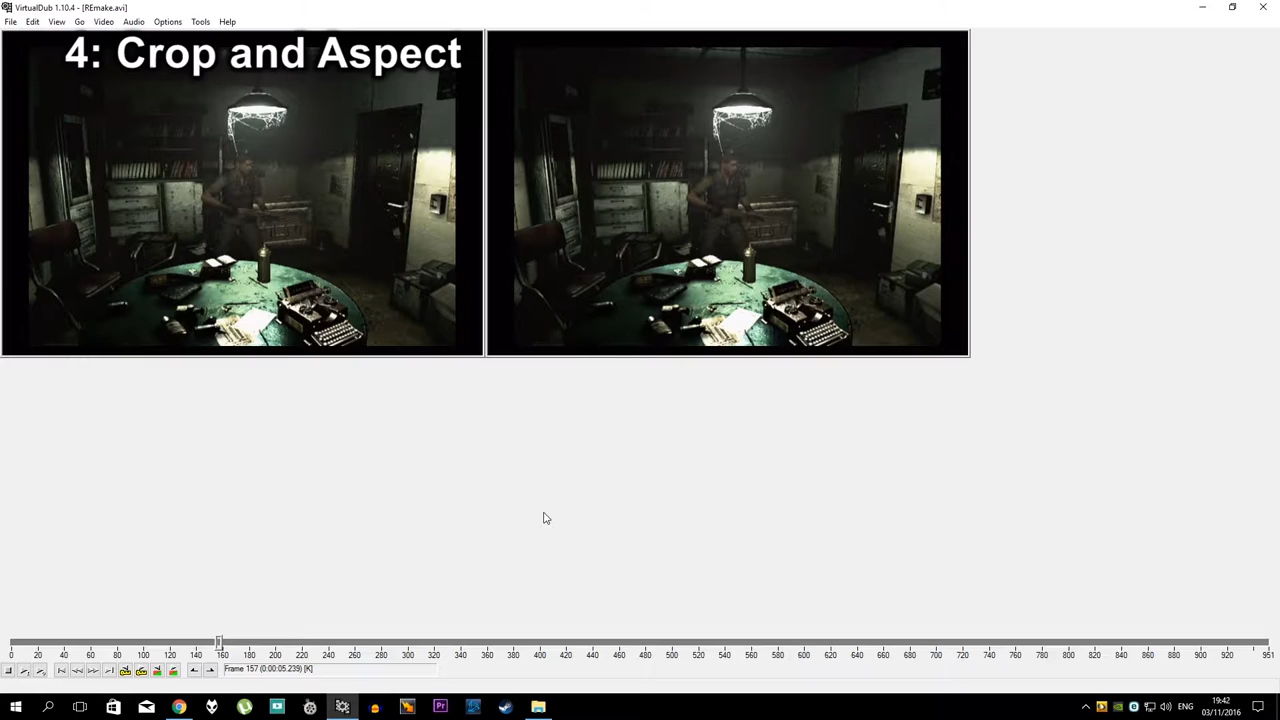 VirtualDub 1.10.4 - [REmake.avi]
File Edit View Go Video Audio Options Tools Help
4: Crop and Aspect
0 20 40 60 80 100 120 140 160 180 200 220 240 260 280 300 320 340 360 380 400 420 440 460 480 500 520 540 560 580 600 620 640 660 680 700 720 740 760 780 800 820 840 860 880 900 920 951
Frame 157 (0:00:05.239) [K]
Pr
ENG
19:42
03/11/2016